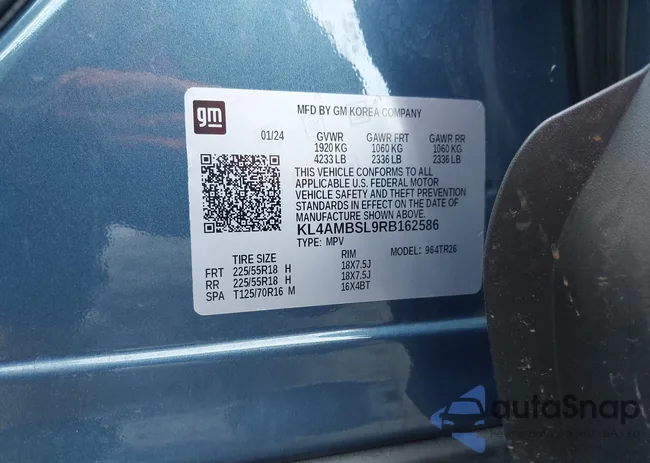 gm
MFD BY GM KOREA COMPANY
01/24 GVWR GAWR FRT GAWR RR
1920 KG 1060 KG 1060 KG
4233 LB 2336 LB 2336 LB
THIS VEHICLE CONFORMS TO ALL
APPLICABLE U.S. FEDERAL MOTOR
VEHICLE SAFETY AND THEFT PREVENTION
STANDARDS IN EFFECT ON THE DATE OF
MANUFACTURE SHOWN ABOVE.
KL4AMBSL9RB162586
TYPE: MPV MODEL: 964TR26
TIRE SIZE RIM
FRT 225/55R18 H 18X7.5J
RR 225/55R18 H 18X7.5J
SPA T125/70R16 M 16X4BT
autoSnap